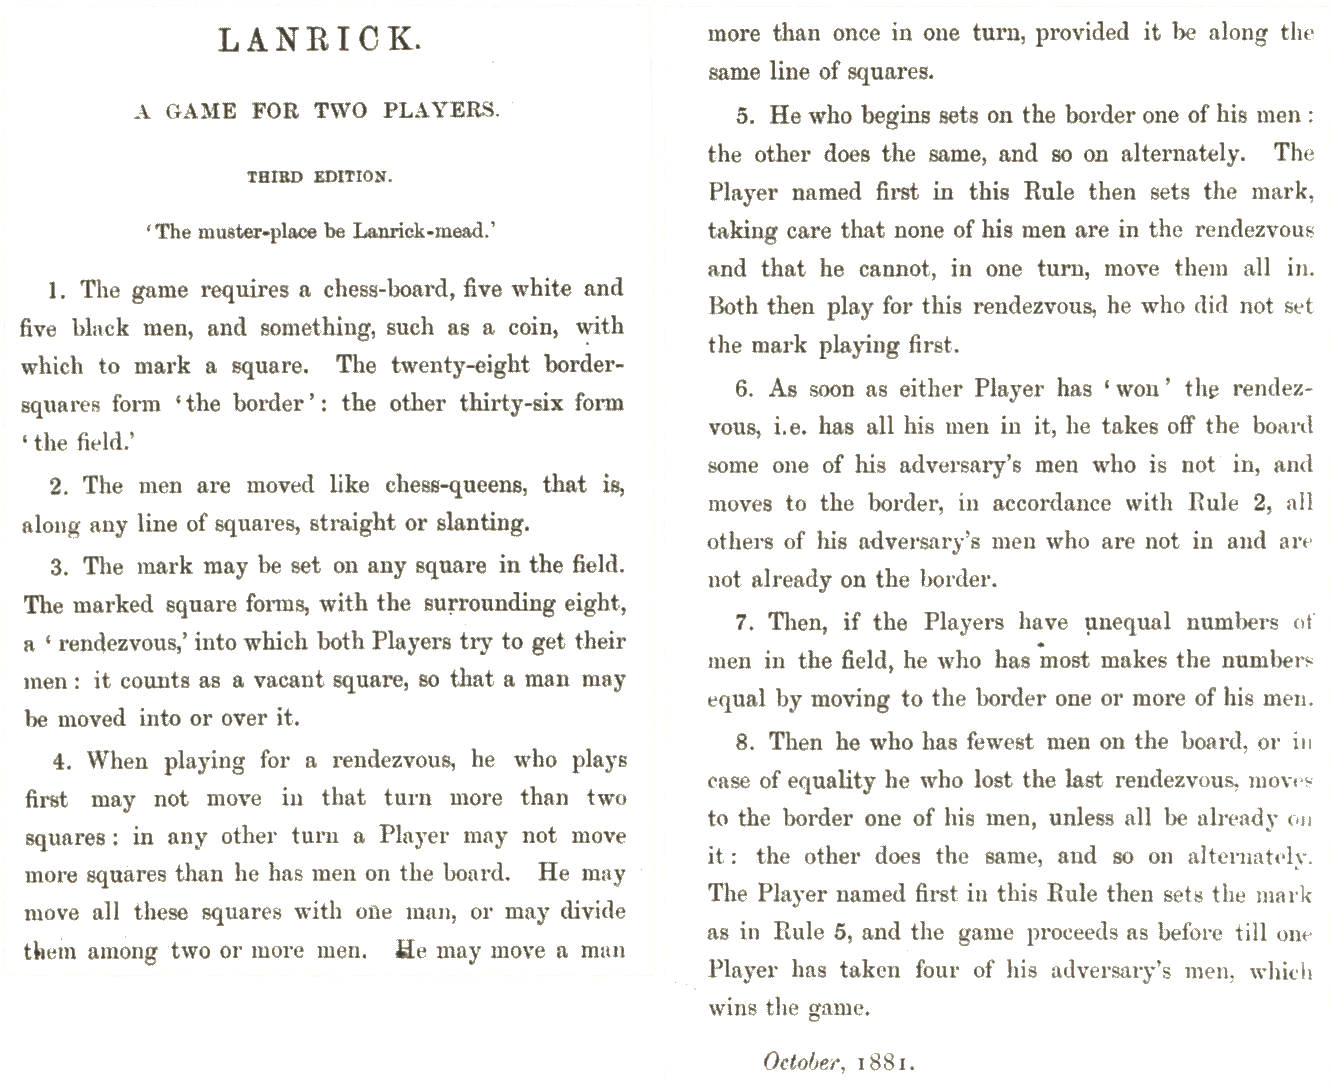 LANRICK.
A GAME FOR TWO PLAYERS.
THIRD EDITION.
‘The muster-place be Lanrick-mead.’
1. The game requires a chess-board, five white and
five black men, and something, such as a coin, with
which to mark a square. The twenty-eight border-
squares form ‘the border’: the other thirty-six form
‘the field.’
2. The men are moved like chess-queens, that is,
along any line of squares, straight or slanting.
3. The mark may be set on any square in the field.
The marked square forms, with the surrounding eight,
a ‘rendezvous,’ into which both Players try to get their
men: it counts as a vacant square, so that a man may
be moved into or over it.
4. When playing for a rendezvous, he who plays
first may not move in that turn more than two
squares: in any other turn a Player may not move
more squares than he has men on the board. He may
move all these squares with one man, or may divide
them among two or more men. He may move a man
more than once in one turn, provided it be along the
same line of squares.
5. He who begins sets on the border one of his men:
the other does the same, and so on alternately. The
Player named first in this Rule then sets the mark,
taking care that none of his men are in the rendezvous
and that he cannot, in one turn, move them all in.
Both then play for this rendezvous, he who did not set
the mark playing first.
6. As soon as either Player has ‘won’ the rendez-
vous, i.e. has all his men in it, he takes off the board
some one of his adversary’s men who is not in, and
moves to the border, in accordance with Rule 2, all
others of his adversary’s men who are not in and are
not already on the border.
7. Then, if the Players have unequal numbers of
men in the field, he who has most makes the numbers
equal by moving to the border one or more of his men.
8. Then he who has fewest men on the board, or in
case of equality he who lost the last rendezvous, moves
to the border one of his men, unless all be already on
it: the other does the same, and so on alternately.
The Player named first in this Rule then sets the mark
as in Rule 5, and the game proceeds as before till one
Player has taken four of his adversary’s men, which
wins the game.
October, 1881.